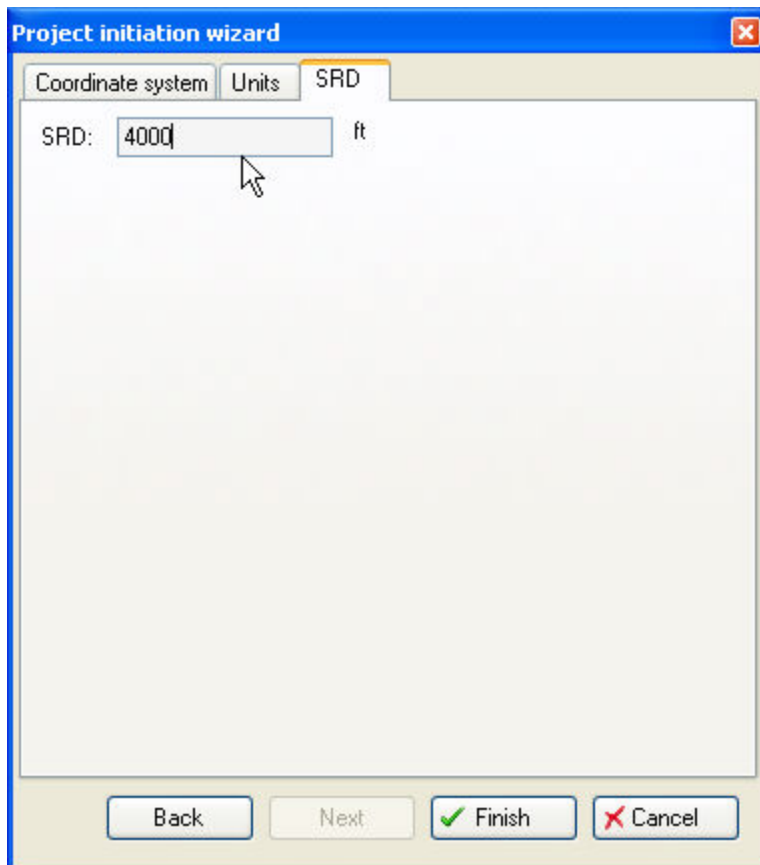 Project initiation wizard
Coordinate system Units SRD
SRD: 4000 ft
Back Next Finish Cancel